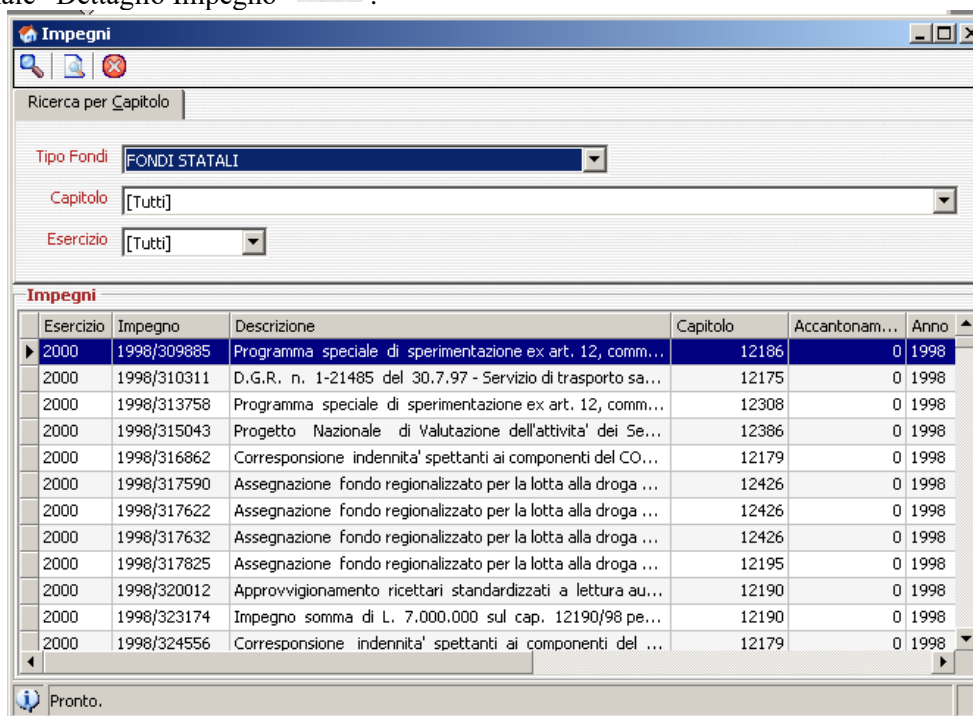 "Dettaglio Impegno"
Impegni
Ricerca per Capitolo
Tipo Fondi FONDI STATALI
Capitolo [Tutti]
Esercizio [Tutti]
Impegni
Esercizio Impegno Descrizione Capitolo Accantonam... Anno
2000 1998/309885 Programma speciale di sperimentazione ex art. 12, comm... 12186 0 1998
2000 1998/310311 D.G.R. n. 1-21485 del 30.7.97 - Servizio di trasporto sa... 12175 0 1998
2000 1998/313758 Programma speciale di sperimentazione ex art. 12, comm... 12308 0 1998
2000 1998/315043 Progetto Nazionale di Valutazione dell'attivita' dei Se... 12386 0 1998
2000 1998/316862 Corresponsione indennita' spettanti ai componenti del CO... 12179 0 1998
2000 1998/317590 Assegnazione fondo regionalizzato per la lotta alla droga ... 12426 0 1998
2000 1998/317622 Assegnazione fondo regionalizzato per la lotta alla droga ... 12426 0 1998
2000 1998/317632 Assegnazione fondo regionalizzato per la lotta alla droga ... 12426 0 1998
2000 1998/317825 Assegnazione fondo regionalizzato per la lotta alla droga ... 12195 0 1998
2000 1998/320012 Approvvigionamento ricettari standardizzati a lettura au... 12190 0 1998
2000 1998/323174 Impegno somma di L. 7.000.000 sul cap. 12190/98 pe... 12190 0 1998
2000 1998/324556 Corresponsione indennita' spettanti ai componenti del ... 12179 0 1998
Pronto.